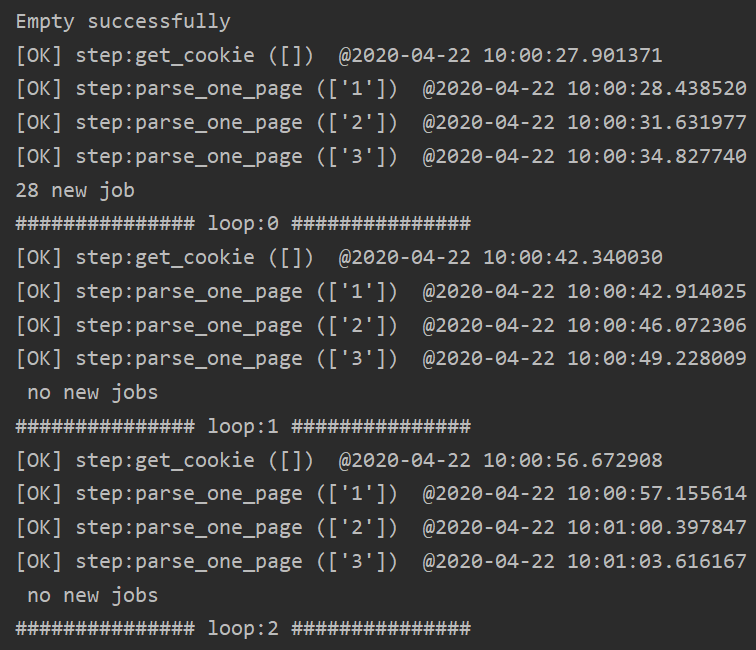 Empty successfully
[OK] step:get_cookie ([])  @2020-04-22 10:00:27.901371
[OK] step:parse_one_page (['1'])  @2020-04-22 10:00:28.438520
[OK] step:parse_one_page (['2'])  @2020-04-22 10:00:31.631977
[OK] step:parse_one_page (['3'])  @2020-04-22 10:00:34.827740
28 new job
############### loop:0 ###############
[OK] step:get_cookie ([])  @2020-04-22 10:00:42.340030
[OK] step:parse_one_page (['1'])  @2020-04-22 10:00:42.914025
[OK] step:parse_one_page (['2'])  @2020-04-22 10:00:46.072306
[OK] step:parse_one_page (['3'])  @2020-04-22 10:00:49.228009
 no new jobs
############### loop:1 ###############
[OK] step:get_cookie ([])  @2020-04-22 10:00:56.672908
[OK] step:parse_one_page (['1'])  @2020-04-22 10:00:57.155614
[OK] step:parse_one_page (['2'])  @2020-04-22 10:01:00.397847
[OK] step:parse_one_page (['3'])  @2020-04-22 10:01:03.616167
 no new jobs
############### loop:2 ###############